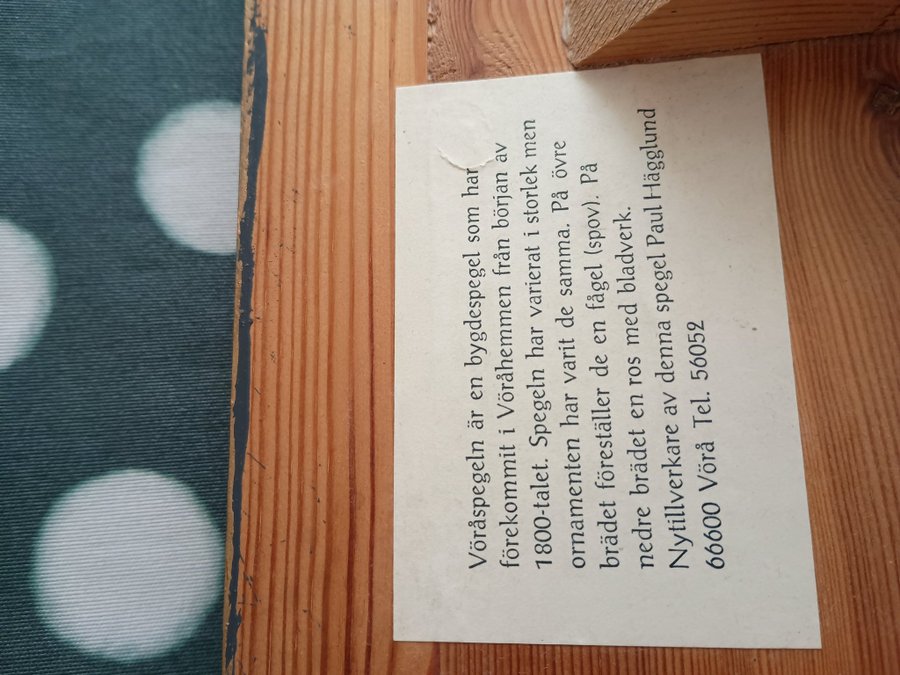 Vöråspegeln är en bygdespegel som har
förekommit i Vöråhemmen från början av
1800-talet. Spegeln har varierat i storlek men
ornamenten har varit de samma. På övre
brädet föreställer de en fågel (spov). På
nedre brädet en ros med bladverk.
Nytillverkare av denna spegel Paul Hägglund
66600 Vörå Tel. 56052